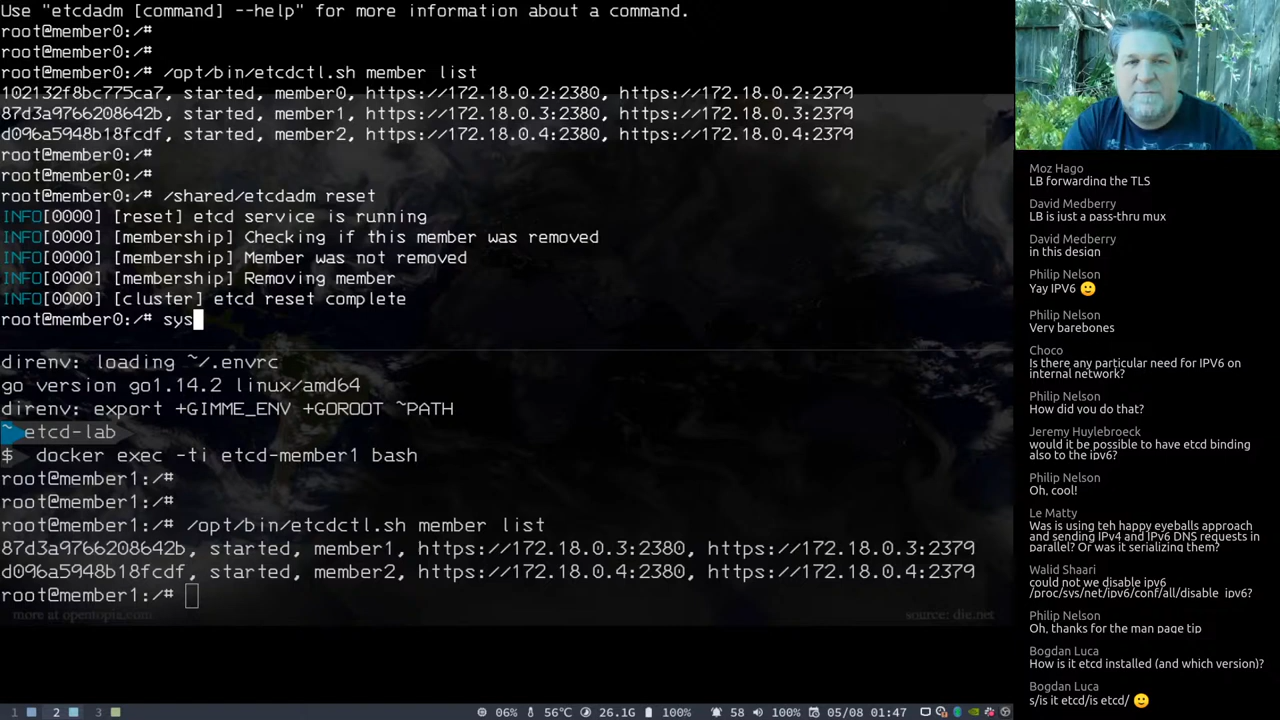 Use "etcdadm [command] --help" for more information about a command.
root@member0:/#
root@member0:/#
root@member0:/# /opt/bin/etcdctl.sh member list
102132f8bc775ca7, started, member0, https://172.18.0.2:2380, https://172.18.0.2:2379
87d3a9766208642b, started, member1, https://172.18.0.3:2380, https://172.18.0.3:2379
d096a5948b18fcdf, started, member2, https://172.18.0.4:2380, https://172.18.0.4:2379
root@member0:/#
root@member0:/#
root@member0:/# /shared/etcdadm reset
INFO[0000] [reset] etcd service is running
INFO[0000] [membership] Checking if this member was removed
INFO[0000] [membership] Member was not removed
INFO[0000] [membership] Removing member
INFO[0000] [cluster] etcd reset complete
root@member0:/# sys
direnv: loading ~/.envrc
go version go1.14.2 linux/amd64
direnv: export +GIMME_ENV +GOROOT ~PATH
~ etcd-lab
$ docker exec -ti etcd-member1 bash
root@member1:/#
root@member1:/#
root@member1:/# /opt/bin/etcdctl.sh member list
87d3a9766208642b, started, member1, https://172.18.0.3:2380, https://172.18.0.3:2379
d096a5948b18fcdf, started, member2, https://172.18.0.4:2380, https://172.18.0.4:2379
root@member1:/#
more at opentopia.com
source: die.net
1 2 3 06% 56°C 26.1G 100% 58 100% 05/08 01:47
Moz Hago
LB forwarding the TLS
David Medberry
LB is just a pass-thru mux
David Medberry
in this design
Philip Nelson
Yay IPV6 🙂
Philip Nelson
Very barebones
Choco
Is there any particular need for IPV6 on
internal network?
Philip Nelson
How did you do that?
Jeremy Huylebroeck
would it be possible to have etcd binding
also to the ipv6?
Philip Nelson
Oh, cool!
Le Matty
Was is using teh happy eyeballs approach
and sending IPv4 and IPv6 DNS requests in
parallel? Or was it serializing them?
Walid Shaari
could not we disable ipv6
/proc/sys/net/ipv6/conf/all/disable_ipv6?
Philip Nelson
Oh, thanks for the man page tip
Bogdan Luca
How is it etcd installed (and which version)?
Bogdan Luca
s/is it etcd/is etcd/ 🙂